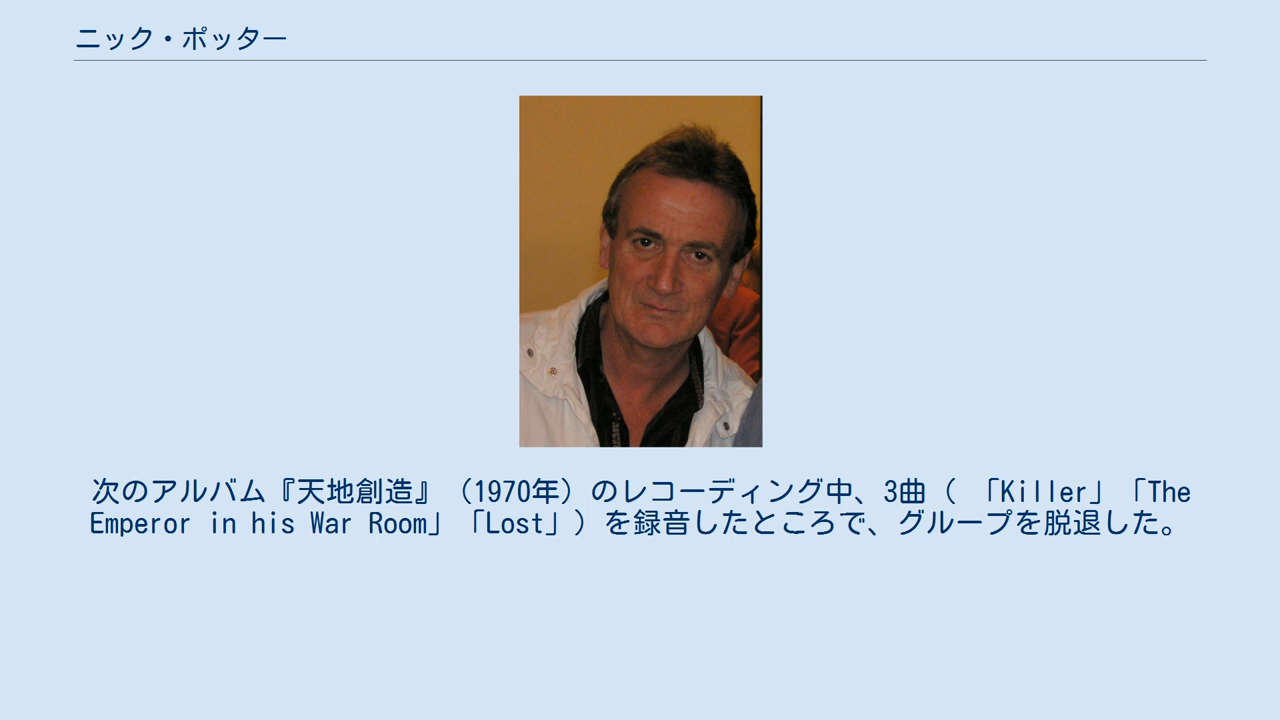 ニック・ポッター
次のアルバム『天地創造』（1970年）のレコーディング中、3曲（ 「Killer」「The
Emperor in his War Room」「Lost」）を録音したところで、グループを脱退した。